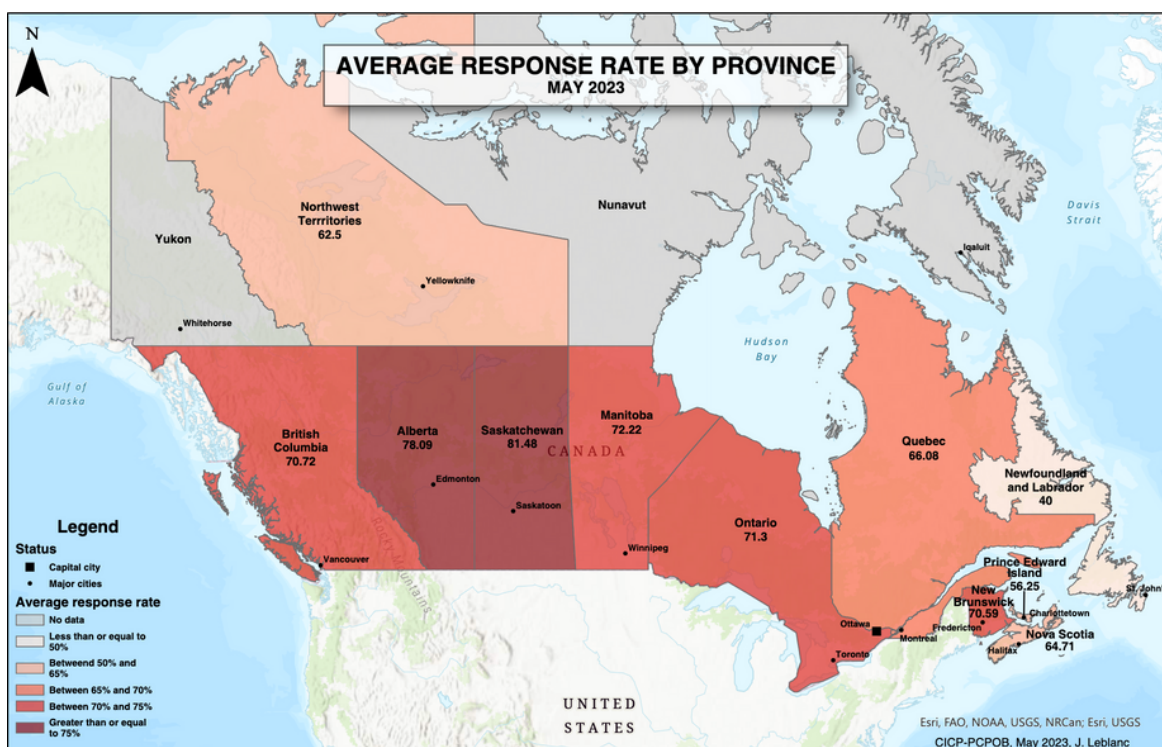 N
AVERAGE RESPONSE RATE BY PROVINCE
MAY 2023
Davis
Strait
Northwest
Terrritories
62.5
Nunavut
Yukon
Iqaluit
Yellowknife
Whitehorse
Hudson
Bay
Gulf of
Alaska
British
Columbia
70.72
Alberta
78.09
Saskatchewan
81.48
Manitoba
72.22
CANADA
Quebec
66.08
Newfoundland
and Labrador
40
Edmonton
Saskatoon
Rocky Mountains
Ontario
71.3
Winnipeg
Vancouver
Prince Edward
Island
56.25
St. John'
New
Brunswick
70.59
Charlottetown
Fredericton
Nova Scotia
64.71
Halifax
Ottawa
Montreal
Toronto
UNITED
STATES
Legend
Status
Capital city
Major cities
Average response rate
No data
Less than or equal to
50%
Betweend 50% and
65%
Between 65% and 70%
Between 70% and 75%
Greater than or equal
to 75%
Esri, FAO, NOAA, USGS, NRCan; Esri, USGS
CICP-PCPOB, May 2023, J. Leblanc